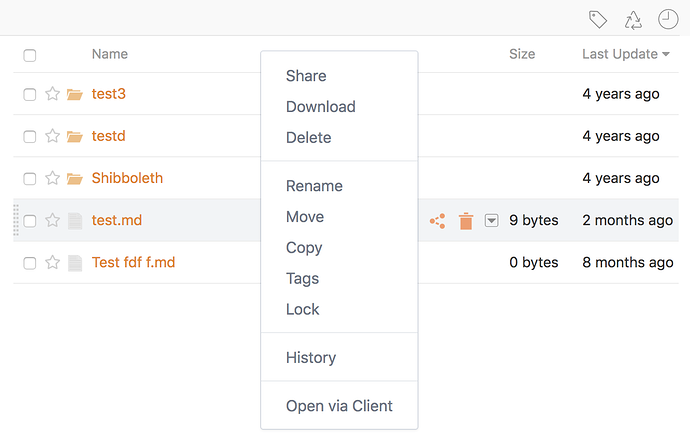 Name Size Last Update
test3 4 years ago
testd 4 years ago
Shibboleth 4 years ago
test.md 9 bytes 2 months ago
Test fdf f.md 0 bytes 8 months ago
Share
Download
Delete
Rename
Move
Copy
Tags
Lock
History
Open via Client